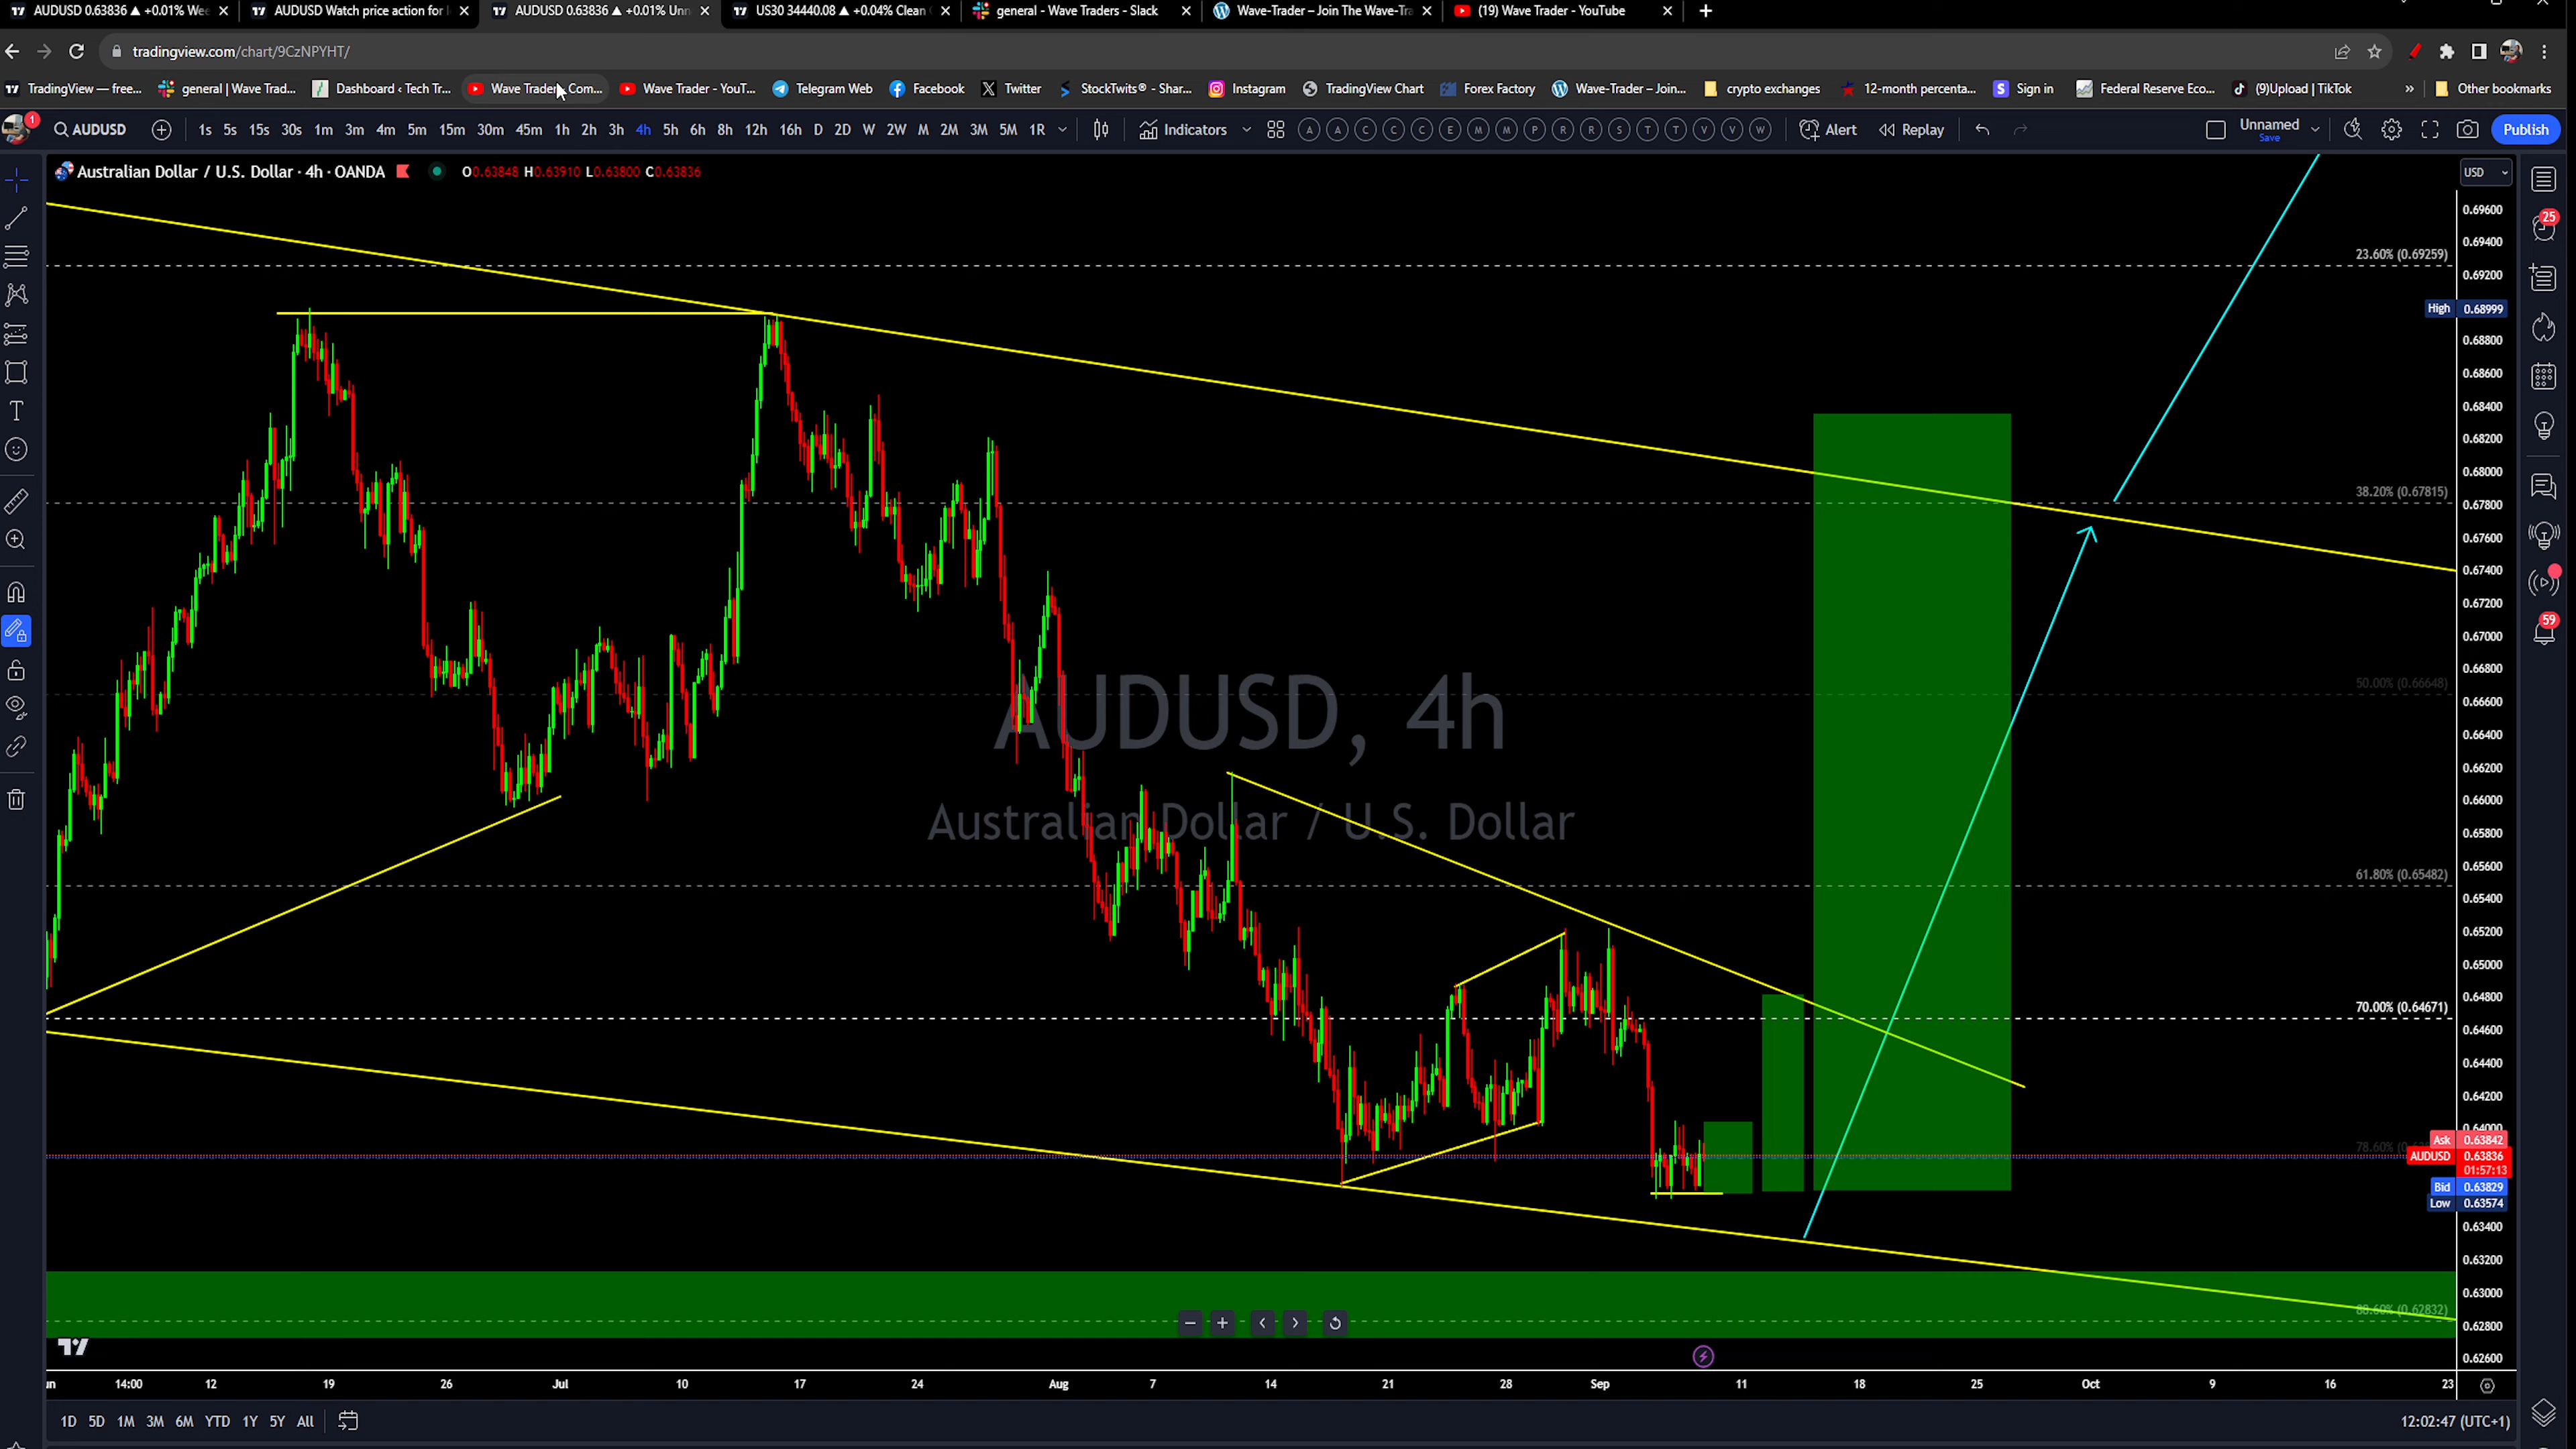 AUDUSD 0.63836 ▲ +0.01% Wee
AUDUSD Watch price action for
AUDUSD 0.63836 ▲ +0.01% Unn
US30 34440.08 ▲ +0.04% Clean
general - Wave Traders - Slack
Wave-Trader – Join The Wave-Tra
(19) Wave Trader - YouTube
tradingview.com/chart/9CzNPYHT/
TradingView — free...
general | Wave Trad...
Dashboard ‹ Tech Tr...
Wave Trader - Com...
Wave Trader - YouT...
Telegram Web
Facebook
Twitter
StockTwits® - Shar...
Instagram
TradingView Chart
Forex Factory
Wave-Trader – Join...
crypto exchanges
12-month percenta...
Sign in
Federal Reserve Eco...
(9)Upload | TikTok
»
Other bookmarks
1
AUDUSD
1s 5s 15s 30s 1m 3m 4m 5m 15m 30m 45m 1h 2h 3h 4h 5h 6h 8h 12h 16h D 2D W 2W M 2M 3M 5M 1R
Indicators
A A C C C E M M P R R S T T V V W
Alert
Replay
Unnamed
Save
Publish
Australian Dollar / U.S. Dollar · 4h · OANDA
O0.63848 H0.63910 L0.63800 C0.63836
USD
0.69600
25
0.69400
23.60% (0.69259)
0.69200
High 0.68999
0.68800
0.68600
0.68400
0.68200
0.68000
38.20% (0.67815)
0.67800
0.67600
0.67400
0.67200
59
0.67000
0.66800
50.00% (0.66648)
0.66600
AUDUSD, 4h
0.66400
0.66200
0.66000
Australian Dollar / U.S. Dollar
0.65800
0.65600
61.80% (0.65482)
0.65400
0.65200
0.65000
0.64800
70.00% (0.64671)
0.64600
0.64400
0.64200
0.64000
Ask 0.63842
78.60% (0.63
AUDUSD 0.63836
01:57:13
Bid 0.63829
Low 0.63574
0.63400
0.63200
0.63000
88.60% (0.62832)
0.62800
0.62600
un 14:00 12 19 26 Jul 10 17 24 Aug 7 14 21 28 Sep 11 18 25 Oct 9 16 23
1D 5D 1M 3M 6M YTD 1Y 5Y All
12:02:47 (UTC+1)